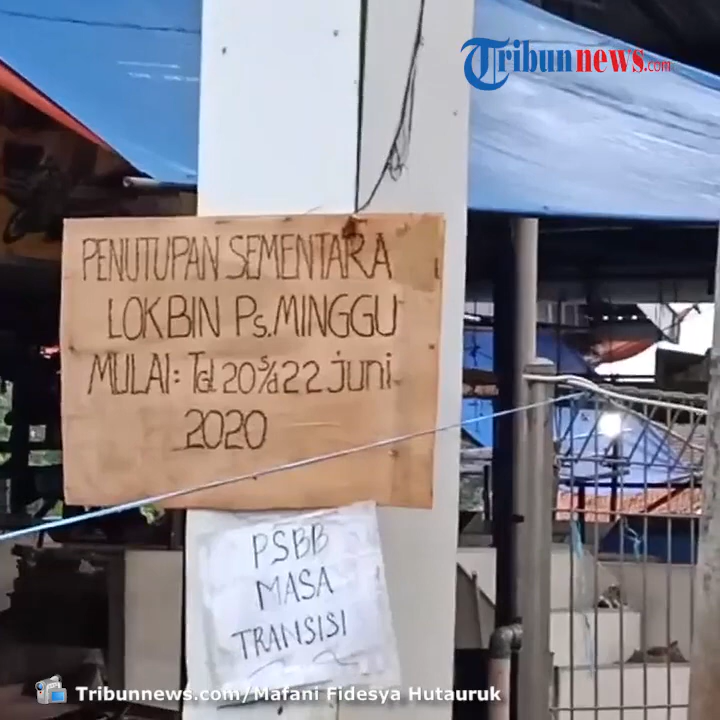 Tribunnews.com
PENUTUPAN SEMENTARA
LOKBIN Ps. MINGGU
MULAI : Tgl 20 s/d 22 juni
2020
PSBB
MASA
TRANSISI
Tribunnews.com/Mafani Fidesya Hutauruk